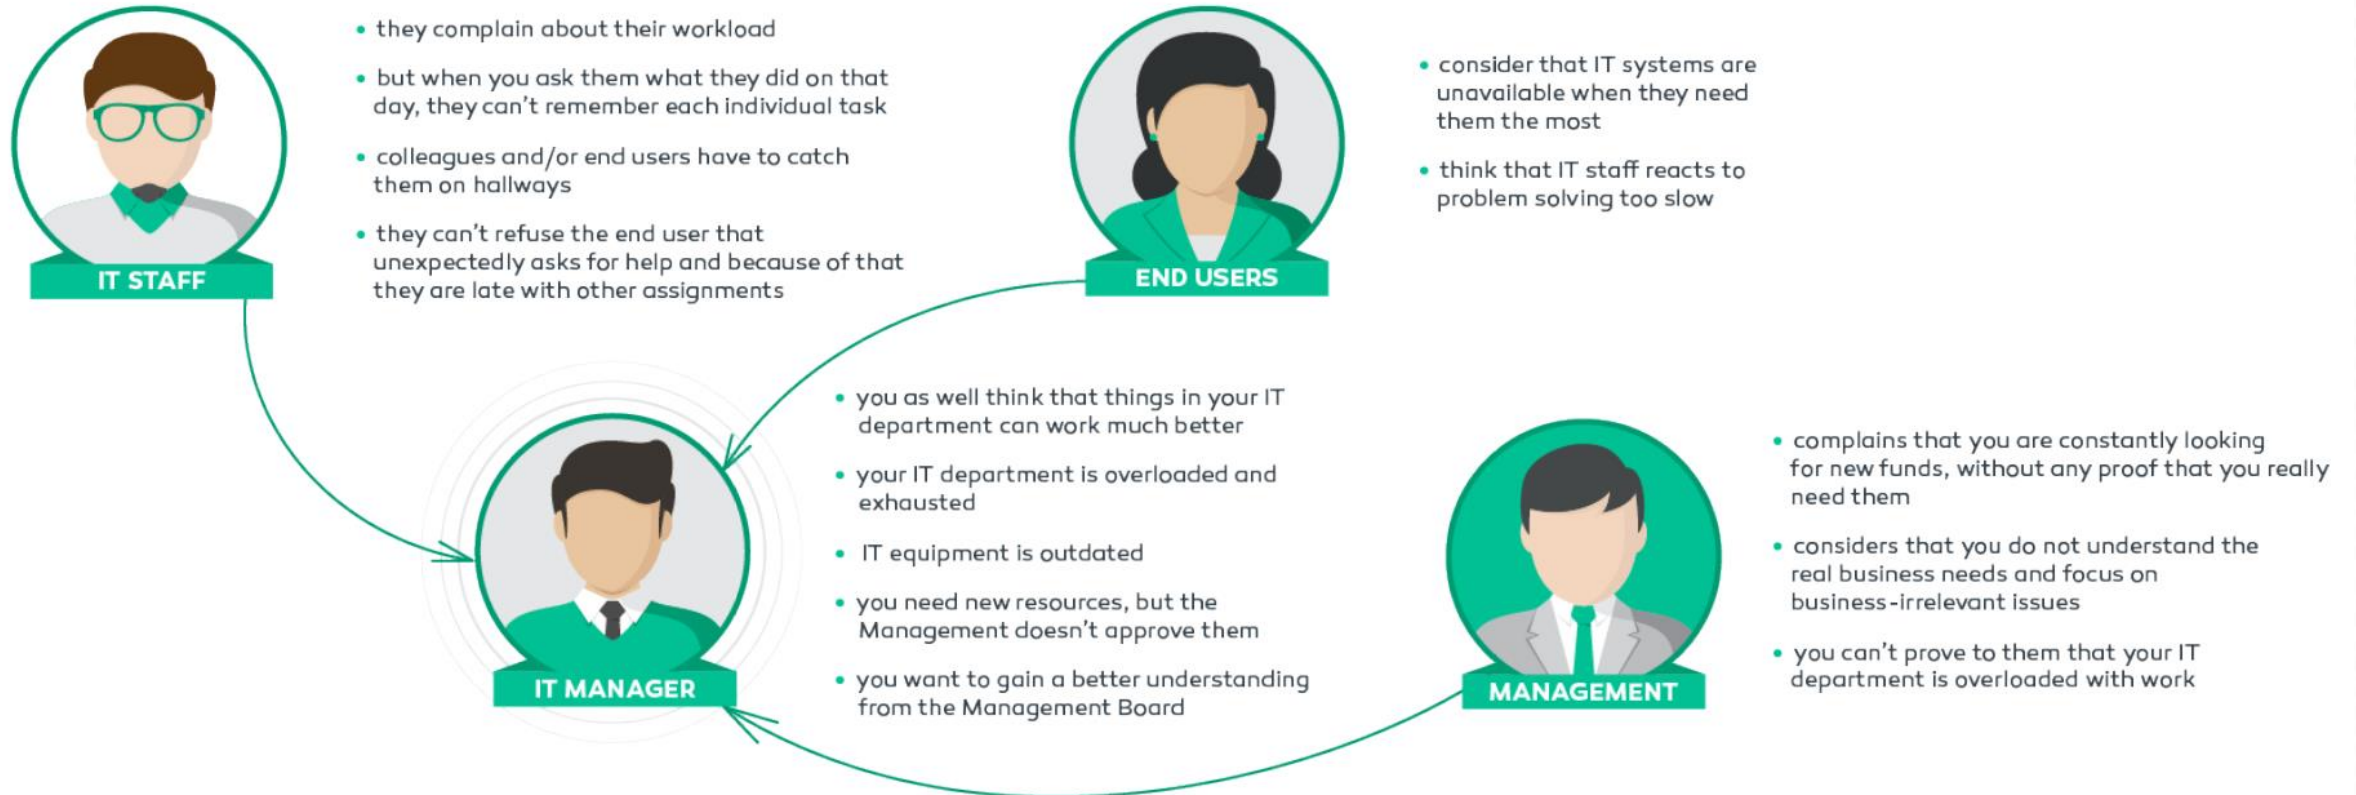 • they complain about their workload
• but when you ask them what they did on that
day, they can't remember each individual task
• colleagues and/or end users have to catch
them on hallways
• they can't refuse the end user that
unexpectedly asks for help and because of that
they are late with other assignments
IT STAFF
• consider that IT systems are
unavailable when they need
them the most
• think that IT staff reacts to
problem solving too slow
END USERS
• you as well think that things in your IT
department can work much better
• your IT department is overloaded and
exhausted
• IT equipment is outdated
• you need new resources, but the
Management doesn't approve them
• you want to gain a better understanding
from the Management Board
IT MANAGER
• complains that you are constantly looking
for new funds, without any proof that you really
need them
• considers that you do not understand the
real business needs and focus on
business-irrelevant issues
• you can't prove to them that your IT
department is overloaded with work
MANAGEMENT